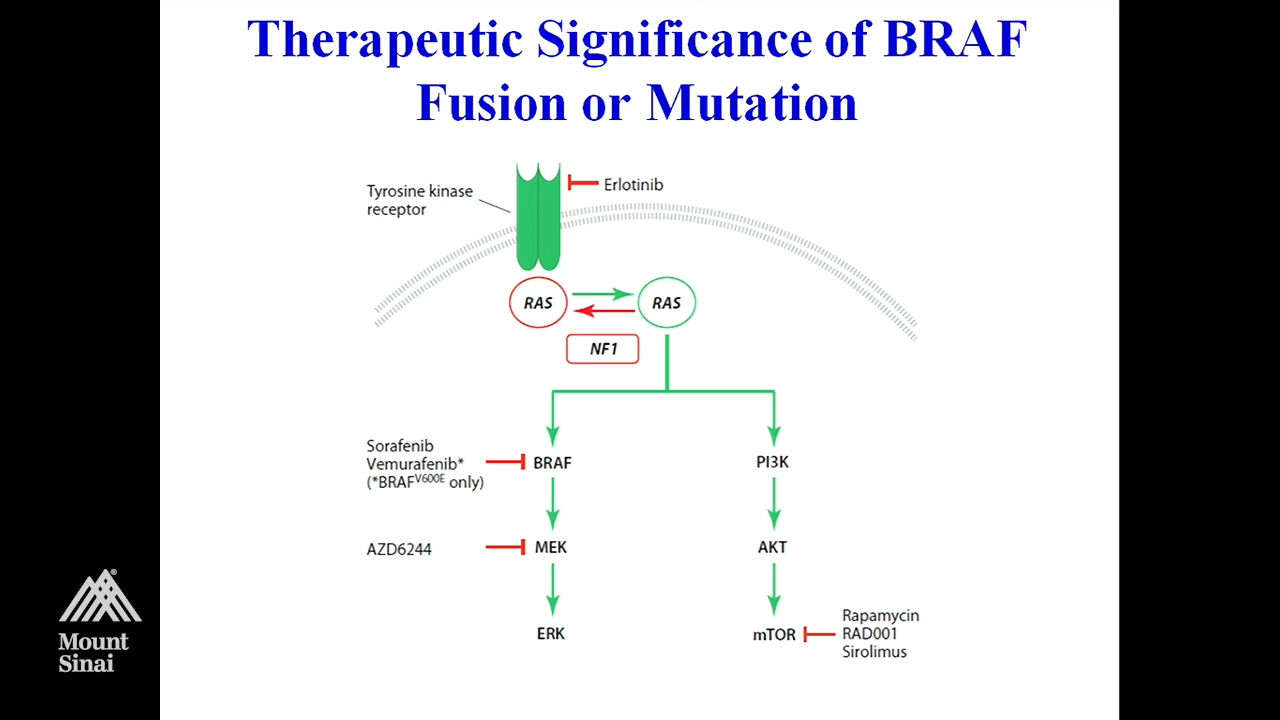 Therapeutic Significance of BRAF
Fusion or Mutation
Tyrosine kinase
receptor
Erlotinib
RAS
RAS
NF1
Sorafenib
Vemurafenib*
(*BRAFV600E only)
BRAF
PI3K
AZD6244
MEK
AKT
ERK
mTOR
Rapamycin
RAD001
Sirolimus
Mount
Sinai
®